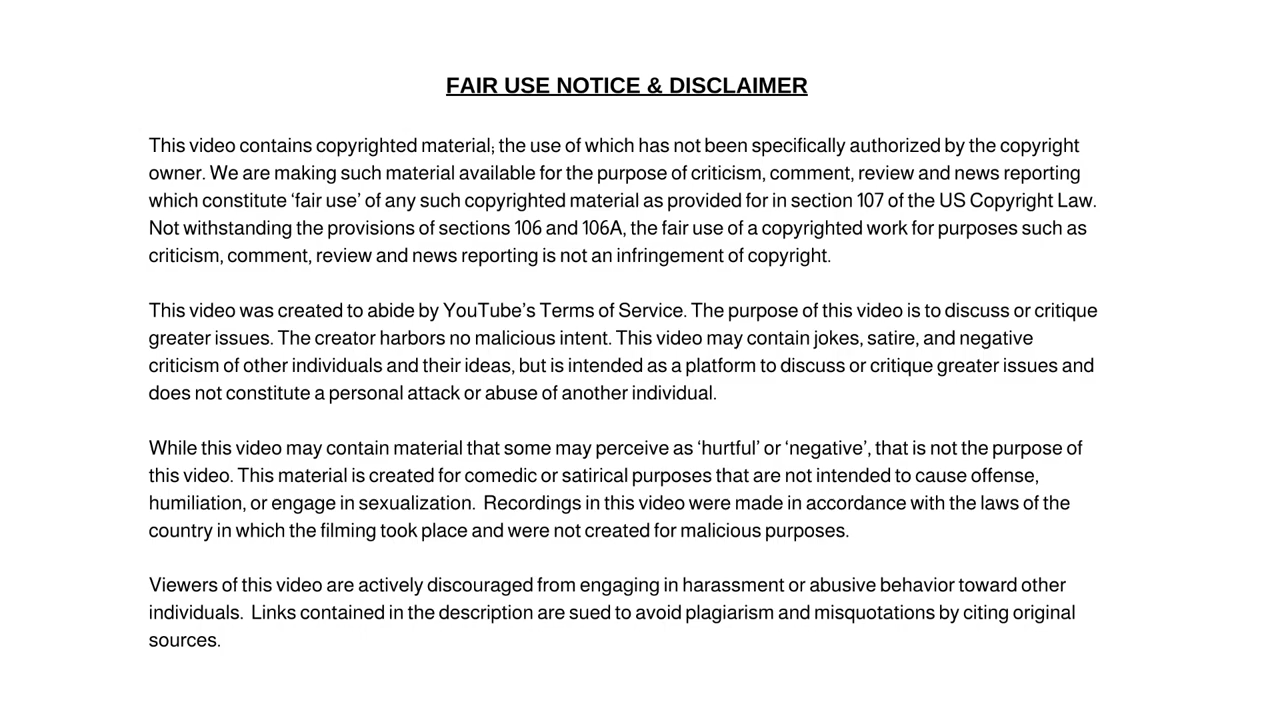 FAIR USE NOTICE & DISCLAIMER
This video contains copyrighted material; the use of which has not been specifically authorized by the copyright
owner. We are making such material available for the purpose of criticism, comment, review and news reporting
which constitute ‘fair use’ of any such copyrighted material as provided for in section 107 of the US Copyright Law.
Not withstanding the provisions of sections 106 and 106A, the fair use of a copyrighted work for purposes such as
criticism, comment, review and news reporting is not an infringement of copyright.
This video was created to abide by YouTube’s Terms of Service. The purpose of this video is to discuss or critique
greater issues. The creator harbors no malicious intent. This video may contain jokes, satire, and negative
criticism of other individuals and their ideas, but is intended as a platform to discuss or critique greater issues and
does not constitute a personal attack or abuse of another individual.
While this video may contain material that some may perceive as ‘hurtful’ or ‘negative’, that is not the purpose of
this video. This material is created for comedic or satirical purposes that are not intended to cause offense,
humiliation, or engage in sexualization.  Recordings in this video were made in accordance with the laws of the
country in which the filming took place and were not created for malicious purposes.
Viewers of this video are actively discouraged from engaging in harassment or abusive behavior toward other
individuals.  Links contained in the description are sued to avoid plagiarism and misquotations by citing original
sources.